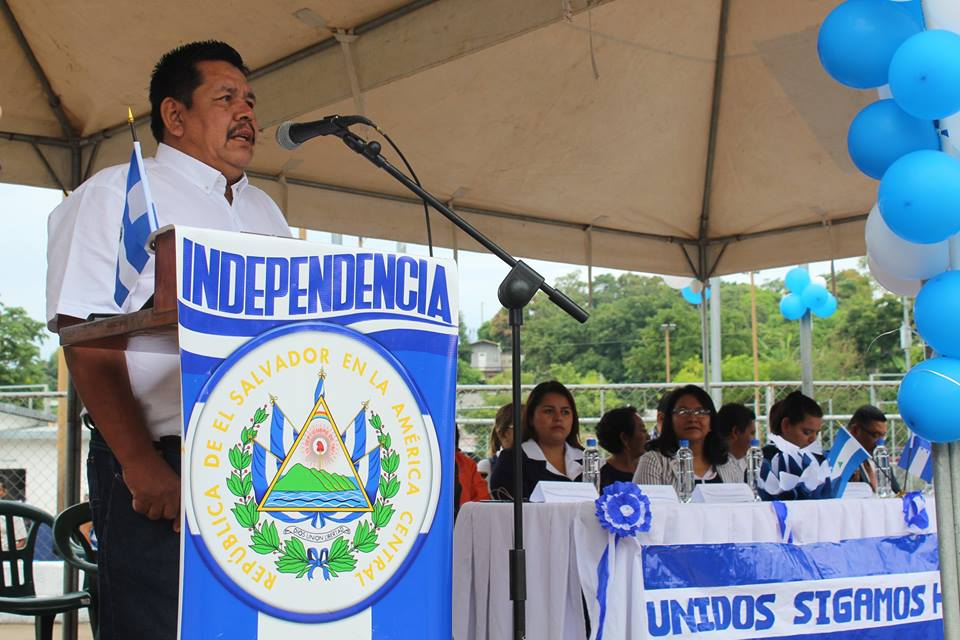 INDEPENDENCIA
REPÚBLICA DE EL SALVADOR EN LA AMÉRICA CENTRAL
DIOS UNION LIBERTAD
UNIDOS SIGAMOS H